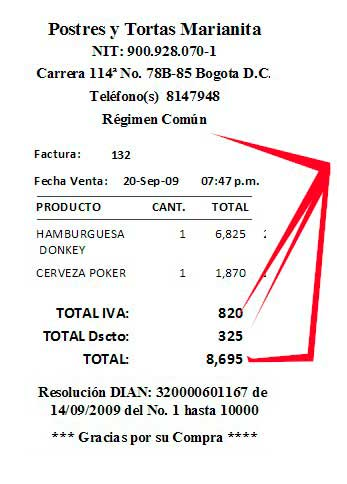 Postres y Tortas Marianita
NIT: 900.928.070-1
Carrera 114ª No. 78B-85 Bogota D.C.
Teléfono(s) 8147948
Régimen Común
Factura: 132
Fecha Venta: 20-Sep-09 07:47 p.m.
PRODUCTO CANT. TOTAL
HAMBURGUESA 1 6,825
DONKEY
CERVEZA POKER 1 1,870
TOTAL IVA: 820
TOTAL Dscto: 325
TOTAL: 8,695
Resolución DIAN: 320000601167 de
14/09/2009 del No. 1 hasta 10000
*** Gracias por su Compra ****